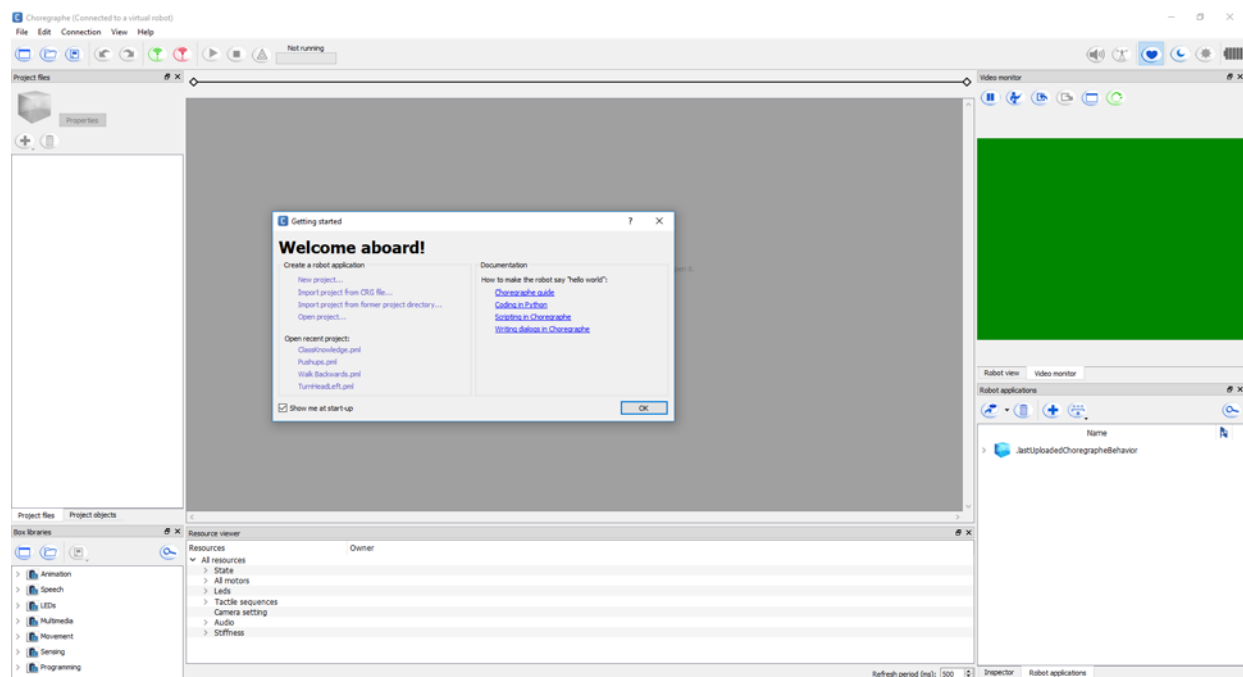 Choregraphe (Connected to a virtual robot)
File Edit Connection View Help
Not running
Project files
Properties
Project files Project objects
Box libraries
Animation
Speech
LEDs
Multimedia
Movement
Sensing
Programming
Getting started
Welcome aboard!
Create a robot application
New project...
Import project from CRG file...
Import project from former project directory...
Open project...
Open recent project:
ClassKnowledge.pml
Pushups.pml
Walk Backwards.pml
TurnHeadLeft.pml
Documentation
How to make the robot say "hello world":
Choregraphe guide
Coding in Python
Scripting in Choregraphe
Writing dialogs in Choregraphe
Show me at start-up
OK
Resource viewer
Resources Owner
All resources
State
All motors
Leds
Tactile sequences
Camera setting
Audio
Stiffness
Refresh period (ms): 500
Video monitor
Robot view Video monitor
Robot applications
Name
.lastUploadedChoregrapheBehavior
Inspector Robot applications